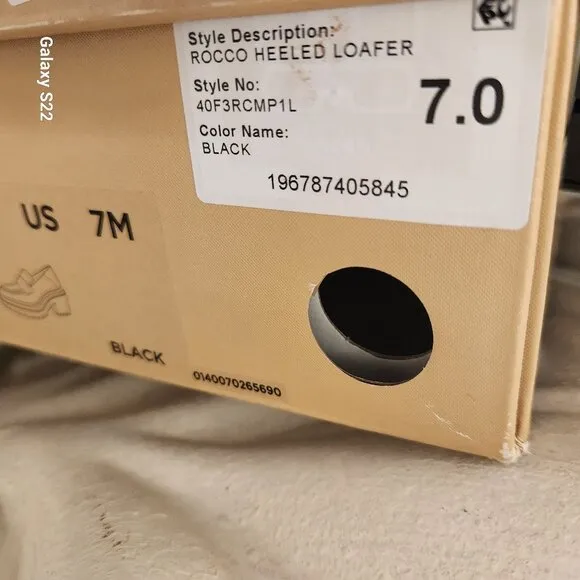 Galaxy S22
Style Description:
ROCCO HEELED LOAFER
Style No:
40F3RCMP1L
7.0
Color Name:
BLACK
196787405845
US 7M
BLACK
0140070265690